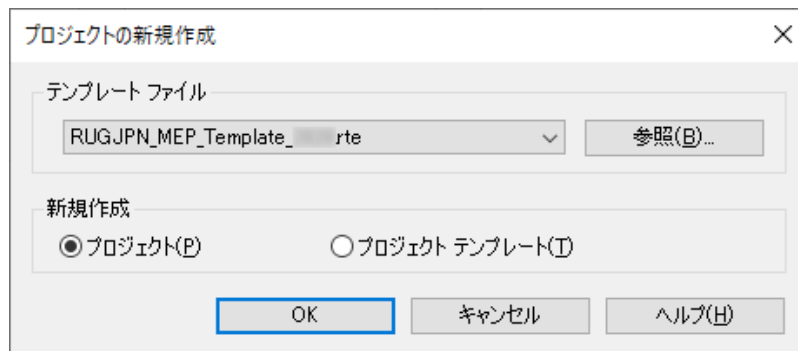 プロジェクトの新規作成
テンプレート ファイル
RUGJPN_MEP_Template_ rte
参照(B)...
新規作成
プロジェクト(P)
プロジェクト テンプレート(T)
OK
キャンセル
ヘルプ(H)